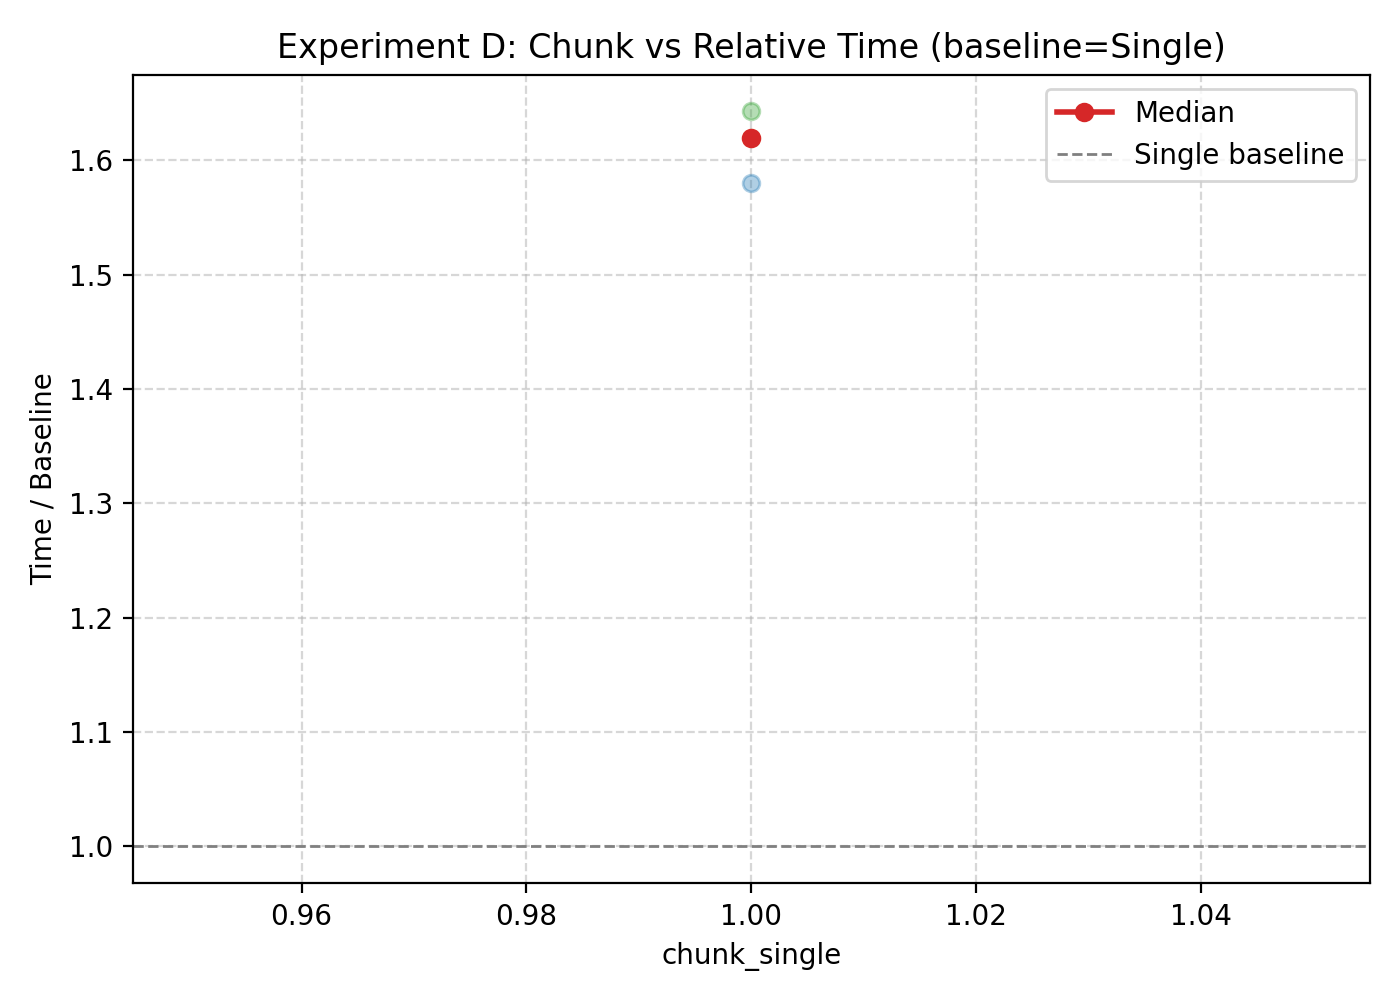 Experiment D: Chunk vs Relative Time (baseline=Single)
Median
Single baseline
Time / Baseline
1.6
1.5
1.4
1.3
1.2
1.1
1.0
0.96 0.98 1.00 1.02 1.04
chunk_single